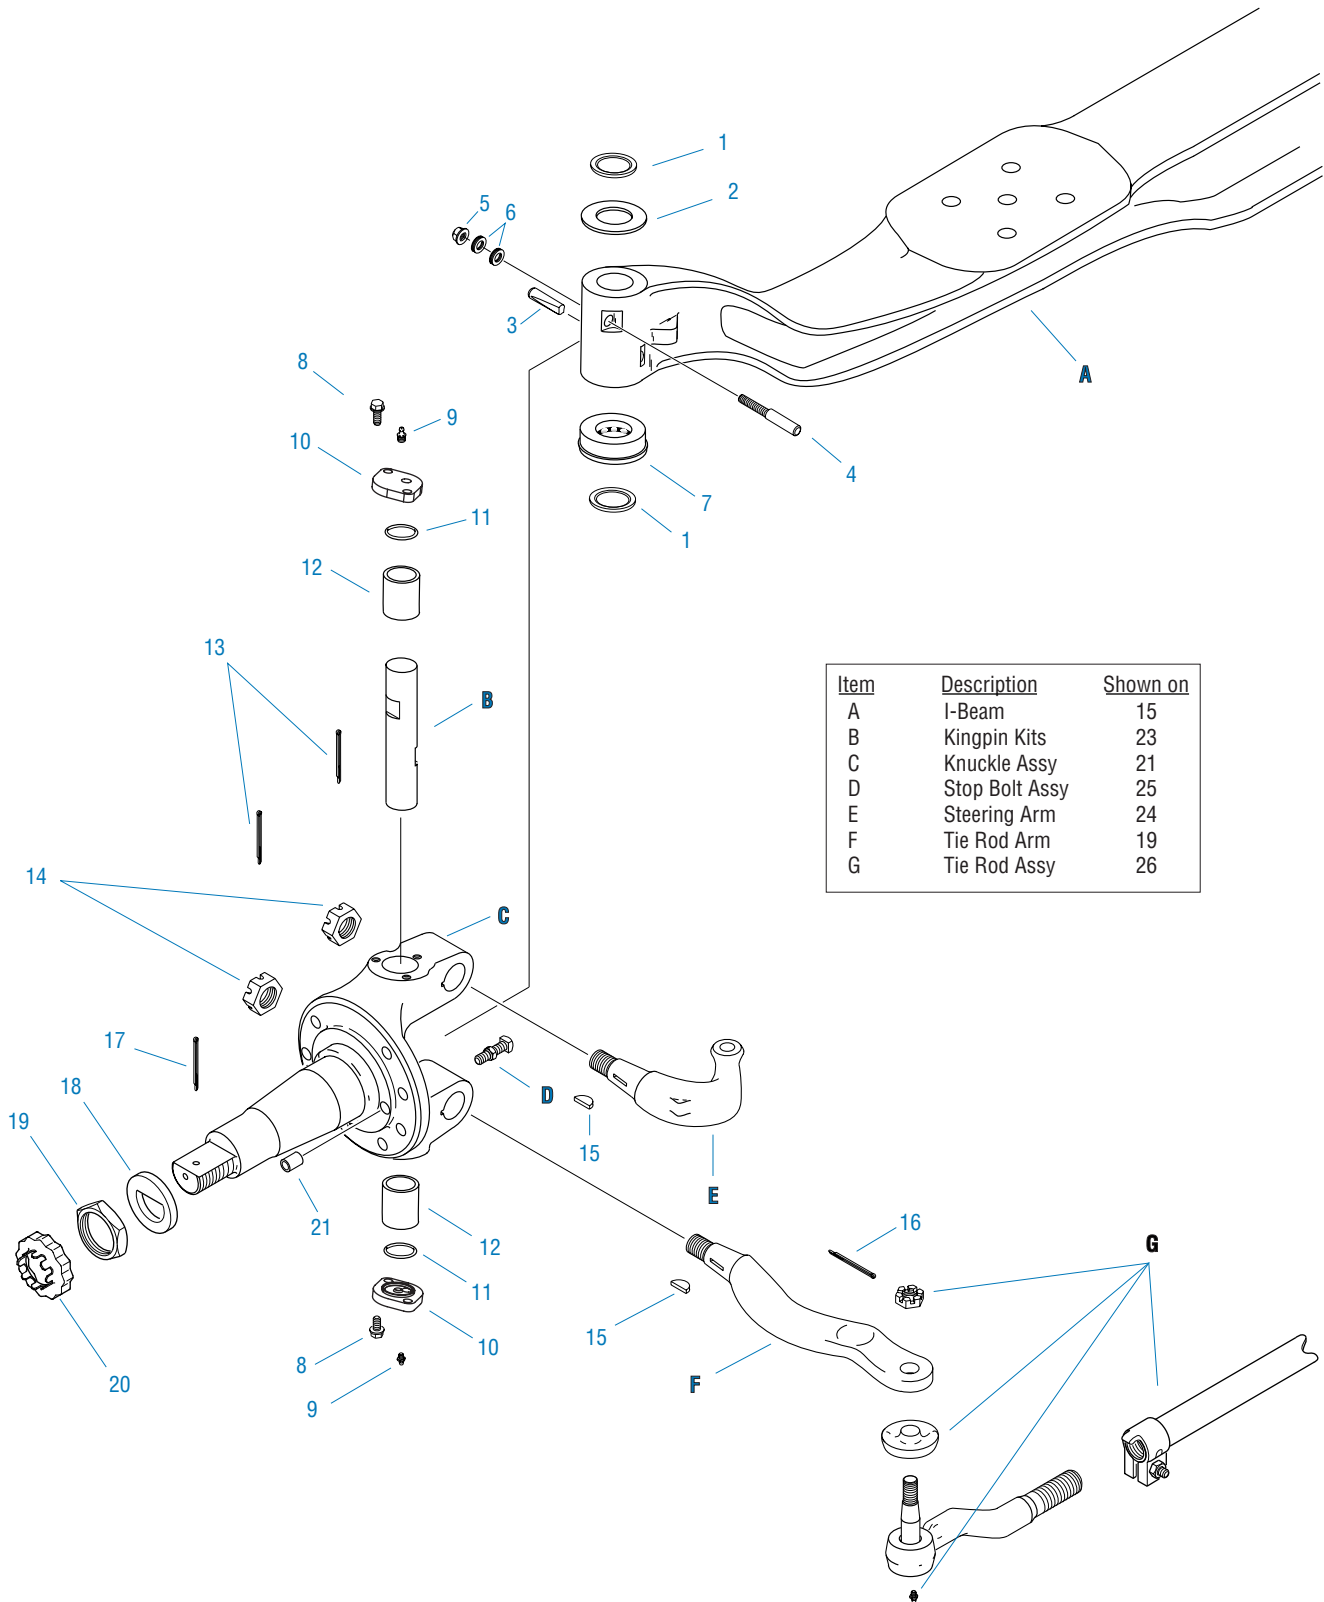 1
2
5 6
3
A
8
9
4
10
7
11
1
12
13
B
Item Description Shown on
A I-Beam 15
B Kingpin Kits 23
C Knuckle Assy 21
D Stop Bolt Assy 25
E Steering Arm 24
F Tie Rod Arm 19
G Tie Rod Assy 26
14
C
17
18
D
19
15
E
21
12
16
G
11
15
10
8
20
F
9